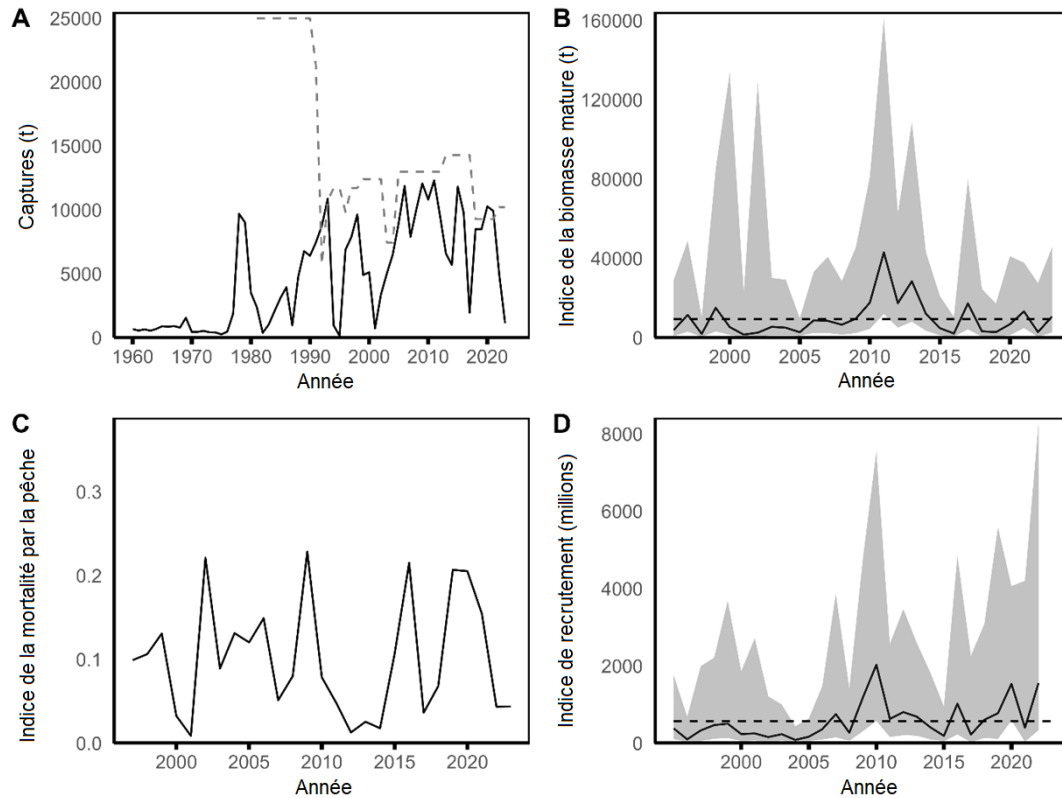 A
Captures (t)
25000
20000
15000
10000
5000
0
1960 1970 1980 1990 2000 2010 2020
Année
B
Indice de la biomasse mature (t)
160000
120000
80000
40000
0
2000 2005 2010 2015 2020
Année
C
Indice de la mortalité par la pêche
0.3
0.2
0.1
0.0
2000 2005 2010 2015 2020
Année
D
Indice de recrutement (millions)
8000
6000
4000
2000
0
2000 2005 2010 2015 2020
Année